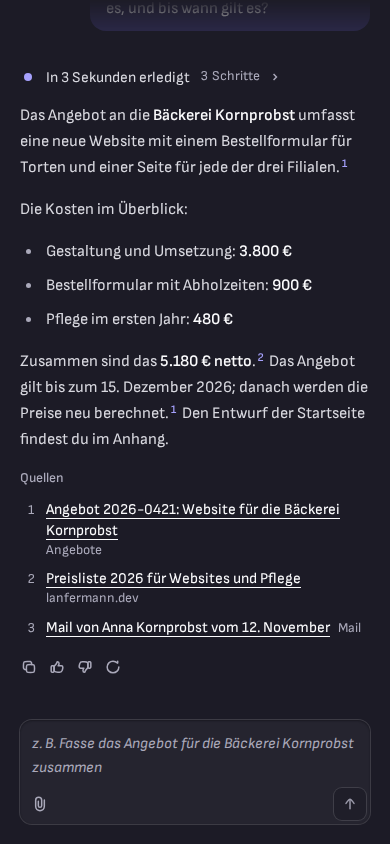 es, und bis wann gilt es?
In 3 Sekunden erledigt 3 Schritte
Das Angebot an die Bäckerei Kornprobst umfasst
eine neue Website mit einem Bestellformular für
Torten und einer Seite für jede der drei Filialen. 1
Die Kosten im Überblick:
Gestaltung und Umsetzung: 3.800 €
Bestellformular mit Abholzeiten: 900 €
Pflege im ersten Jahr: 480 €
Zusammen sind das 5.180 € netto. 2 Das Angebot
gilt bis zum 15. Dezember 2026; danach werden die
Preise neu berechnet. 1 Den Entwurf der Startseite
findest du im Anhang.
Quellen
1 Angebot 2026-0421: Website für die Bäckerei
Kornprobst
Angebote
2 Preisliste 2026 für Websites und Pflege
lanfermann.dev
3 Mail von Anna Kornprobst vom 12. November Mail
z. B. Fasse das Angebot für die Bäckerei Kornprobst
zusammen